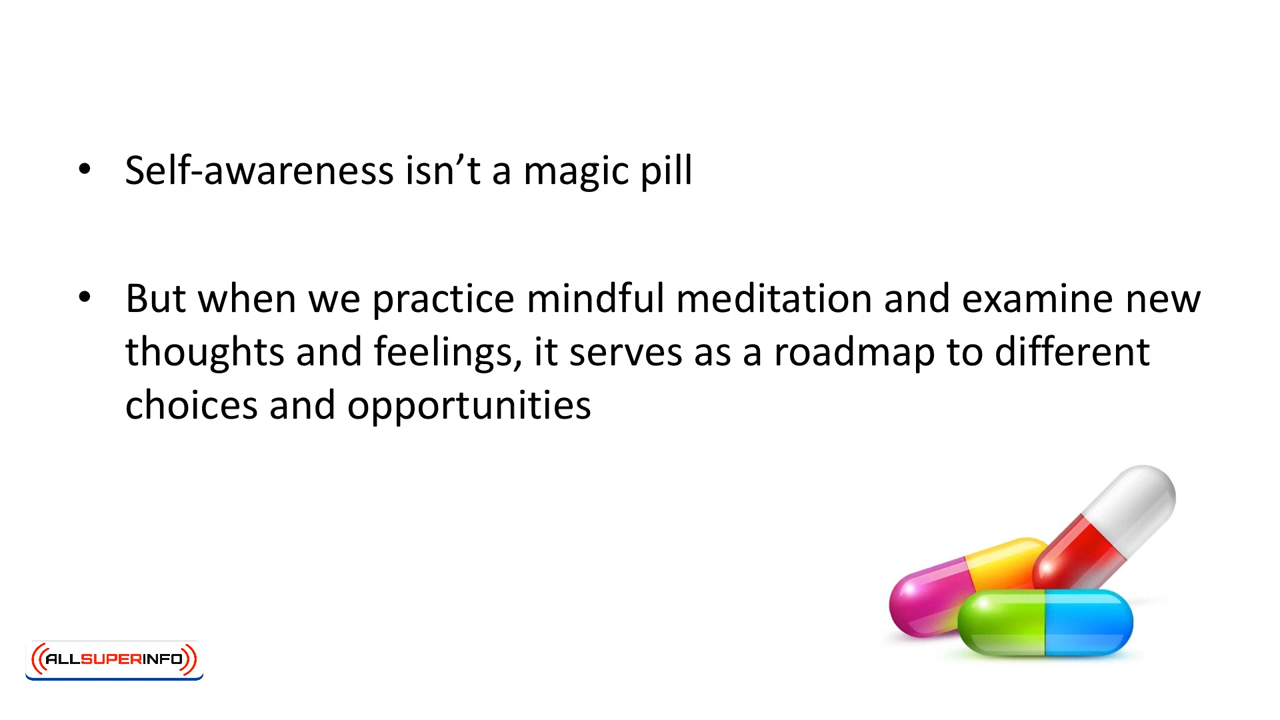 • Self-awareness isn’t a magic pill
• But when we practice mindful meditation and examine new
thoughts and feelings, it serves as a roadmap to different
choices and opportunities
((ALLSUPERINFO))